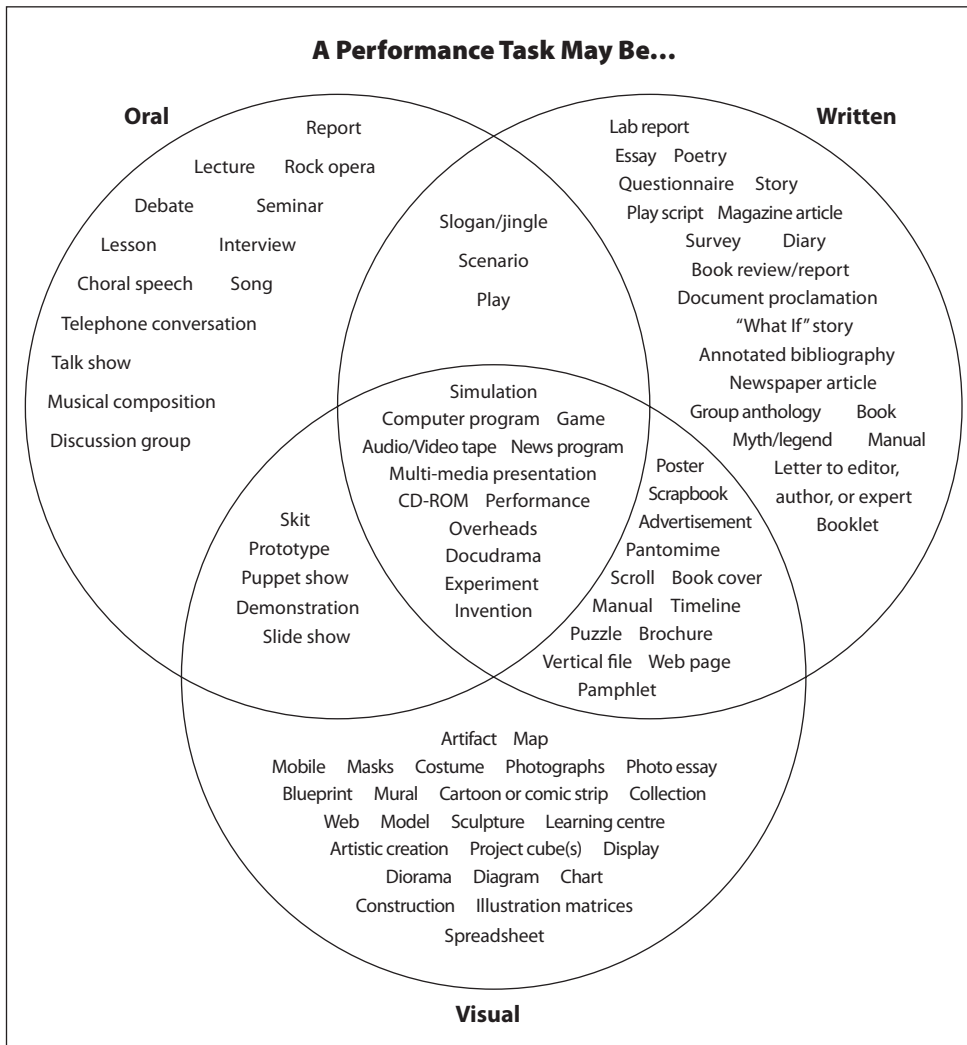 A Performance Task May Be...
Oral
Report
Lecture Rock opera
Debate Seminar
Lesson Interview
Choral speech Song
Telephone conversation
Talk show
Musical composition
Discussion group
Slogan/jingle
Scenario
Play
Written
Lab report
Essay Poetry
Questionnaire Story
Play script Magazine article
Survey Diary
Book review/report
Document proclamation
“What If” story
Annotated bibliography
Newspaper article
Group anthology Book
Myth/legend Manual
Letter to editor,
author, or expert
Booklet
Simulation
Computer program Game
Audio/Video tape News program
Multi-media presentation
CD-ROM Performance
Overheads
Docudrama
Experiment
Invention
Skit
Prototype
Puppet show
Demonstration
Slide show
Poster
Scrapbook
Advertisement
Pantomime
Scroll Book cover
Manual Timeline
Puzzle Brochure
Vertical file Web page
Pamphlet
Artifact Map
Mobile Masks Costume Photographs Photo essay
Blueprint Mural Cartoon or comic strip Collection
Web Model Sculpture Learning centre
Artistic creation Project cube(s) Display
Diorama Diagram Chart
Construction Illustration matrices
Spreadsheet
Visual